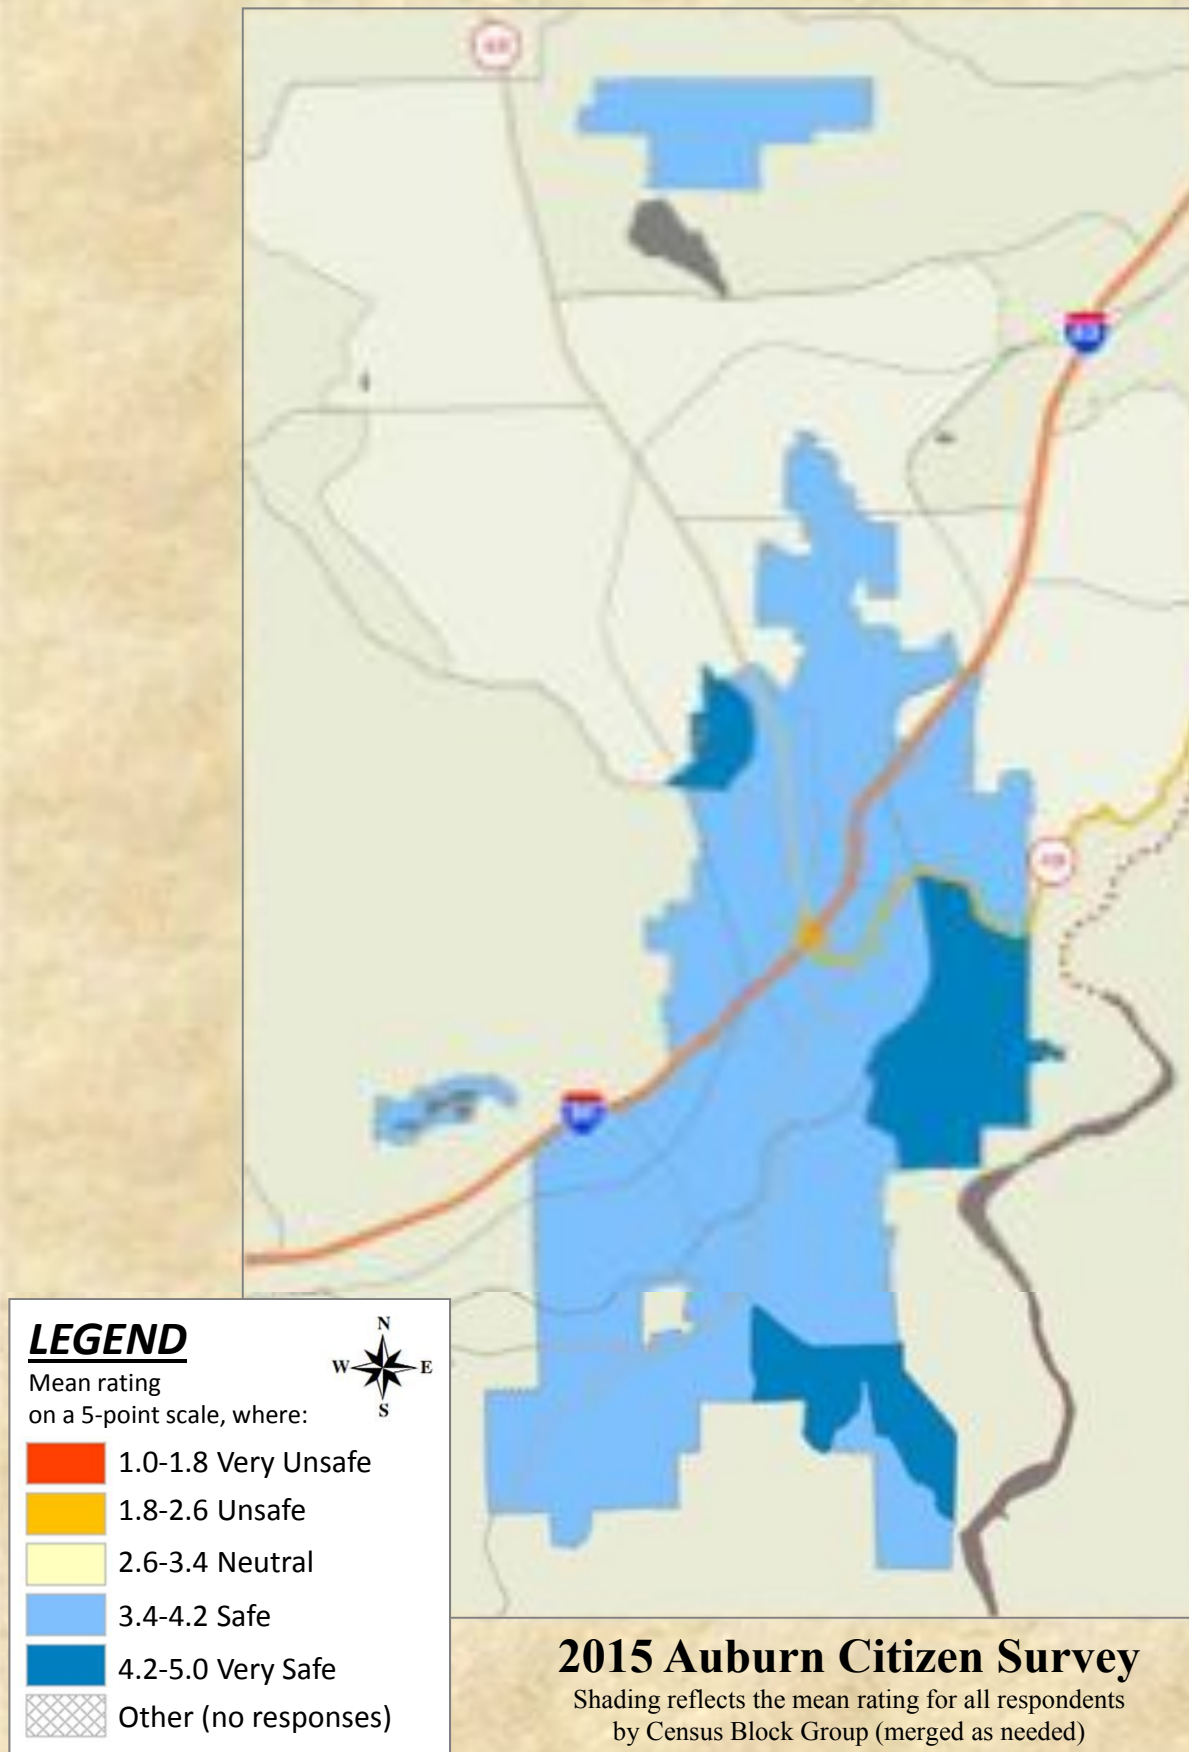 LEGEND
Mean rating
on a 5-point scale, where:
N
W
E
S
1.0-1.8 Very Unsafe
1.8-2.6 Unsafe
2.6-3.4 Neutral
3.4-4.2 Safe
4.2-5.0 Very Safe
Other (no responses)
2015 Auburn Citizen Survey
Shading reflects the mean rating for all respondents
by Census Block Group (merged as needed)